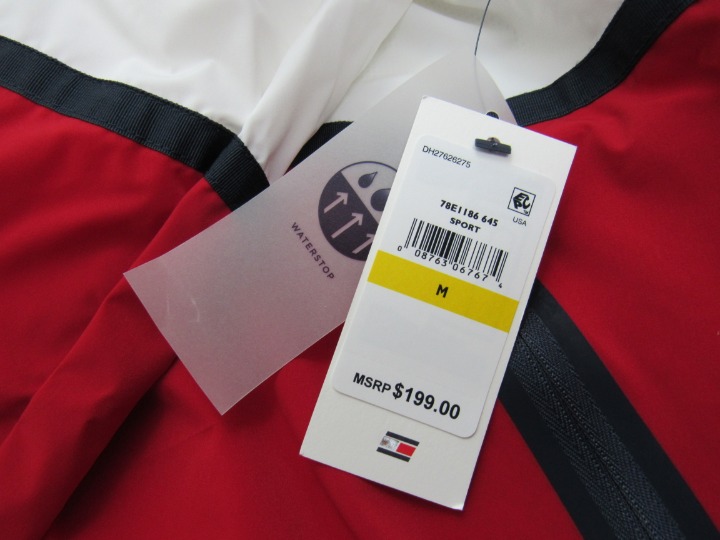 WATERSTOP
DH27626275
USA
78E1186 645
SPORT
0 08763 06767 4
M
MSRP $199.00